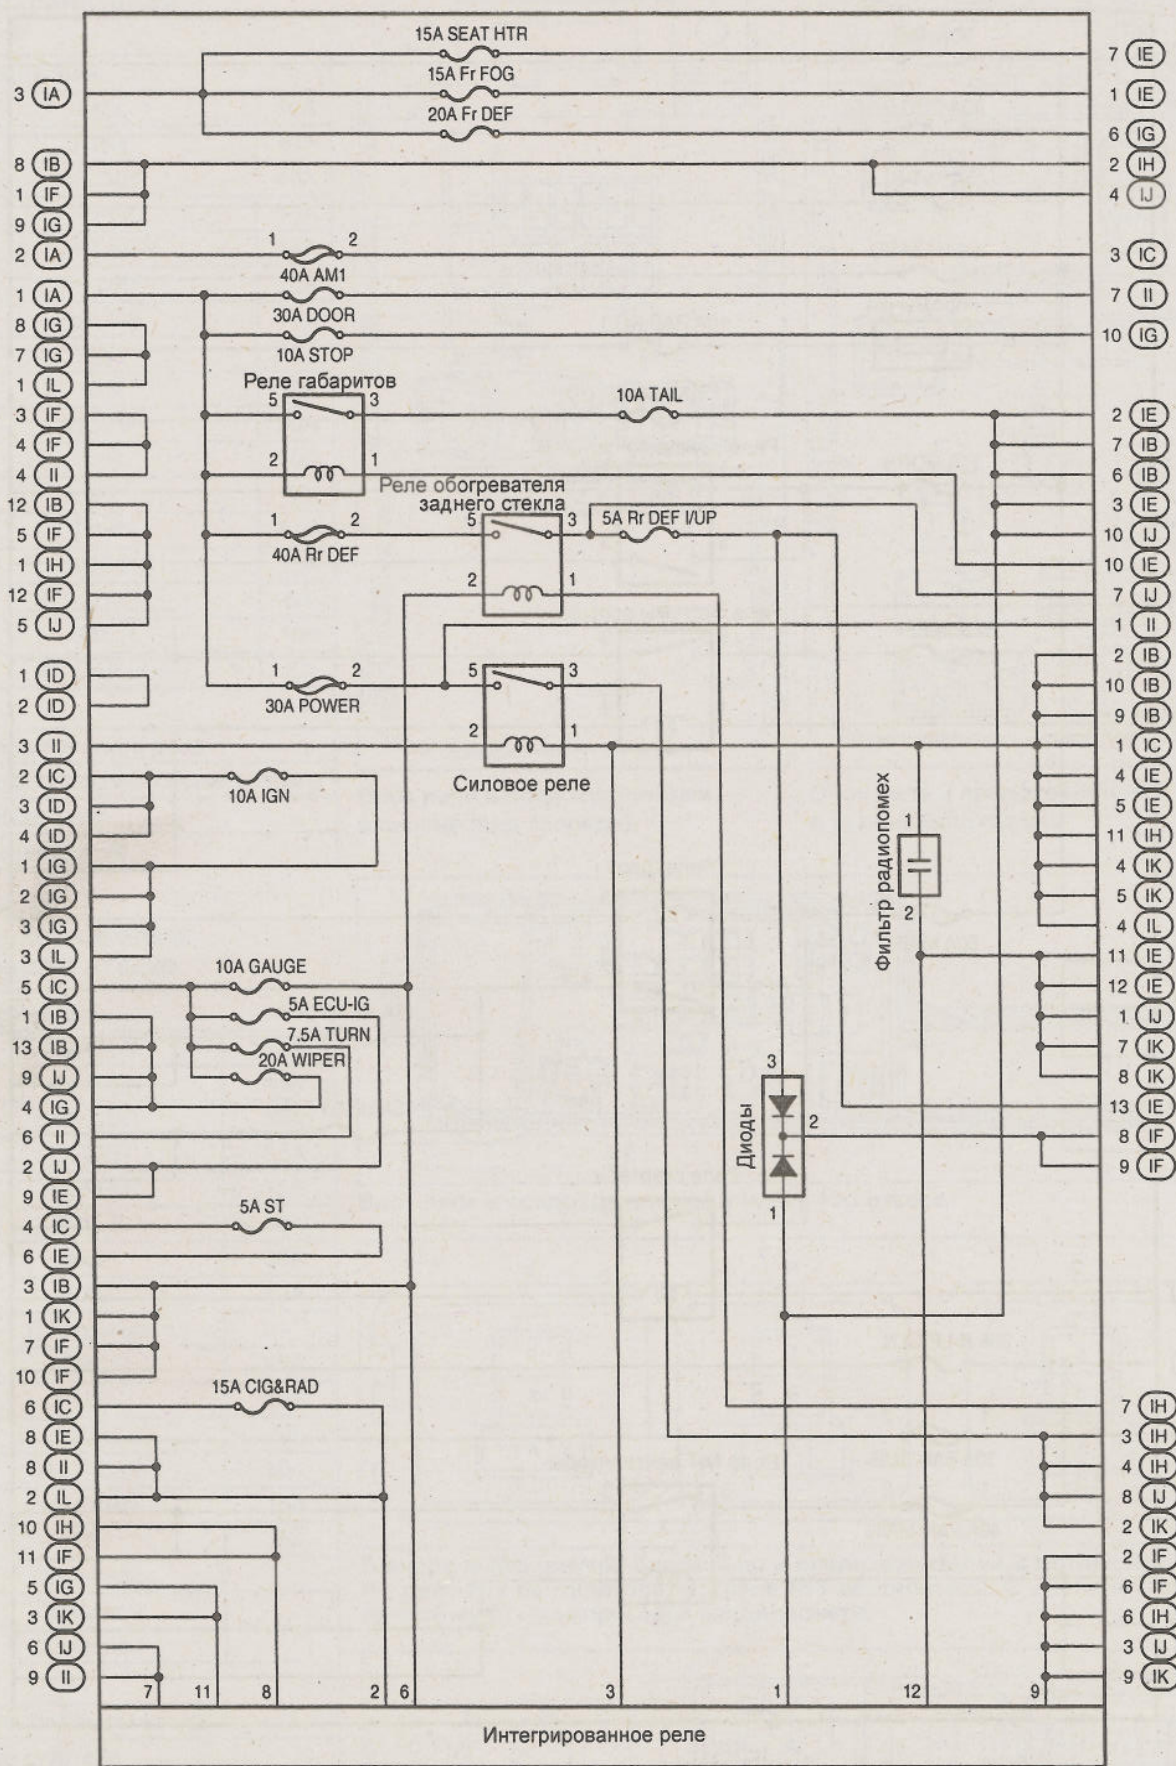 15A SEAT HTR
7 IE
15A Fr FOG
3 IA
1 IE
20A Fr DEF
6 IG
8 IB
2 IH
1 IF
4 IJ
9 IG
1 2
2 IA
3 IC
40A AM1
1 IA
7 II
30A DOOR
8 IG
10 IG
10A STOP
7 IG
Реле габаритов
1 IL
5 3
10A TAIL
3 IF
2 IE
4 IF
7 IB
2 1
4 II
6 IB
Реле обогревателя
заднего стекла
12 IB
3 IE
1 2
5 3
5A Rr DEF I/UP
5 IF
10 IJ
40A Rr DEF
1 IH
10 IE
2 1
12 IF
7 IJ
5 IJ
1 II
2 IB
1 2
5 3
1 ID
10 IB
30A POWER
2 ID
9 IB
2 1
3 II
1 IC
2 IC
4 IE
10A IGN
Силовое реле
3 ID
5 IE
4 ID
11 IH
1
1 IG
4 IK
Фильтр радиопомех
2 IG
5 IK
2
3 IG
4 IL
3 IL
11 IE
10A GAUGE
5 IC
12 IE
5A ECU-IG
1 IB
1 IJ
7.5A TURN
13 IB
7 IK
20A WIPER
9 IJ
8 IK
3
4 IG
13 IE
2
6 II
8 IF
Диоды
2 IJ
9 IF
9 IE
1
5A ST
4 IC
6 IE
3 IB
1 IK
7 IF
10 IF
15A CIG&RAD
6 IC
7 IH
8 IE
3 IH
8 II
4 IH
2 IL
8 IJ
10 IH
2 IK
11 IF
2 IF
5 IG
6 IF
3 IK
6 IH
6 IJ
3 IJ
9 II
9 IK
7 11 8 2 6 3 1 12 9
Интегрированное реле